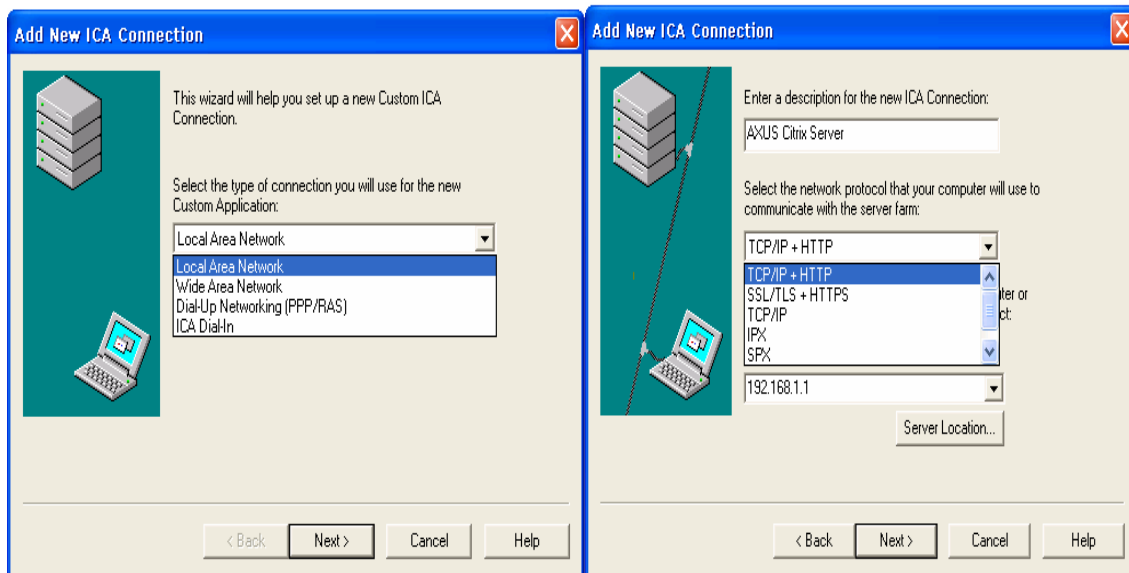 Add New ICA Connection
This wizard will help you set up a new Custom ICA
Connection.
Select the type of connection you will use for the new
Custom Application:
Local Area Network
Local Area Network
Wide Area Network
Dial-Up Networking (PPP/RAS)
ICA Dial-In
< Back
Next >
Cancel
Help
Add New ICA Connection
Enter a description for the new ICA Connection:
AXUS Citrix Server
Select the network protocol that your computer will use to
communicate with the server farm:
TCP/IP + HTTP
TCP/IP + HTTP
SSL/TLS + HTTPS
TCP/IP
IPX
SPX
or
192.168.1.1
Server Location...
< Back
Next >
Cancel
Help